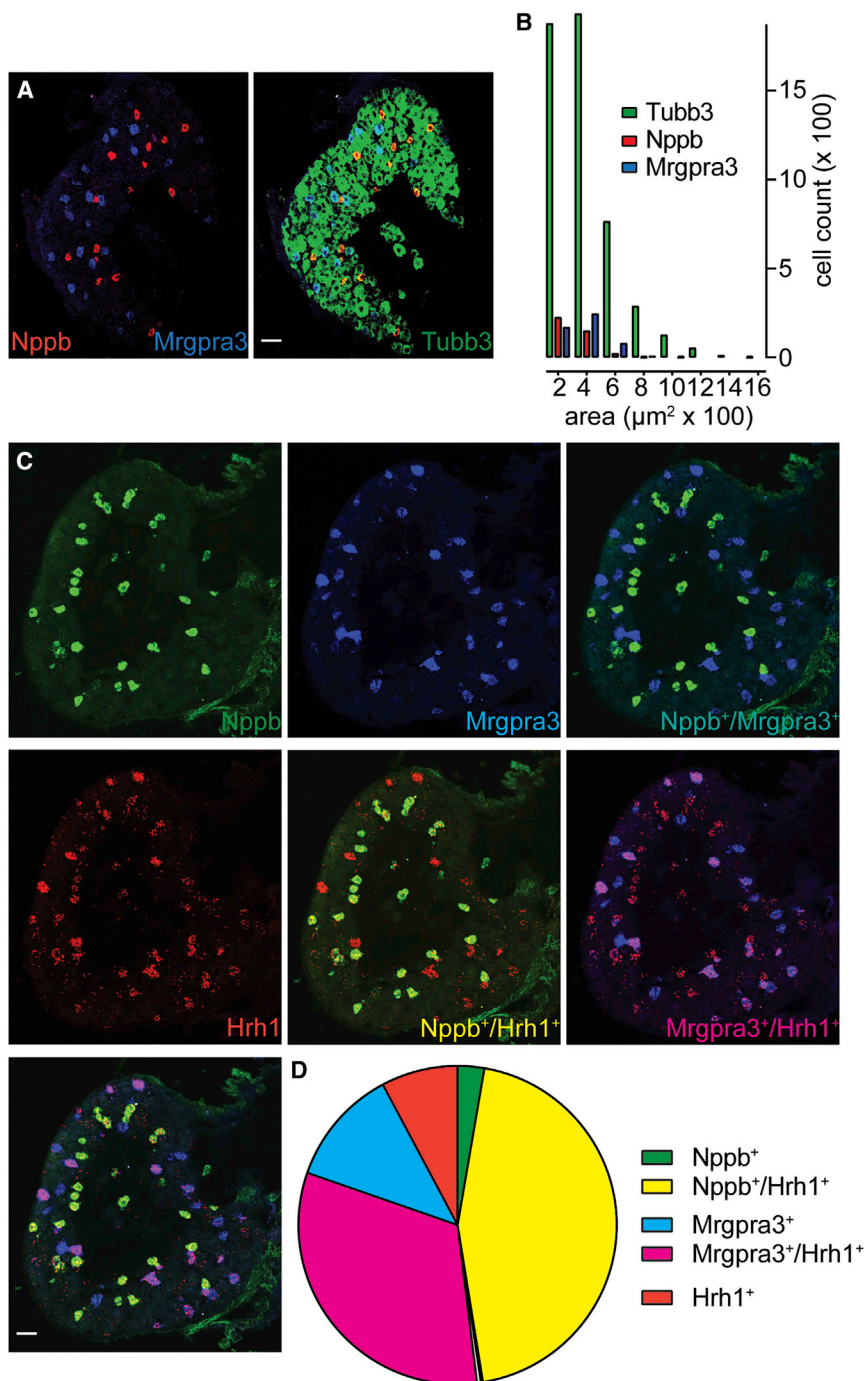 A
Nppb
Mrgpra3
Tubb3
B
Tubb3
Nppb
Mrgpra3
15
10
5
0
cell count (x 100)
2 4 6 8 10 12 14 16
area (µm² x 100)
C
Nppb
Mrgpra3
Nppb⁺/Mrgpra3⁺
Hrh1
Nppb⁺/Hrh1⁺
Mrgpra3⁺/Hrh1⁺
D
Nppb⁺
Nppb⁺/Hrh1⁺
Mrgpra3⁺
Mrgpra3⁺/Hrh1⁺
Hrh1⁺